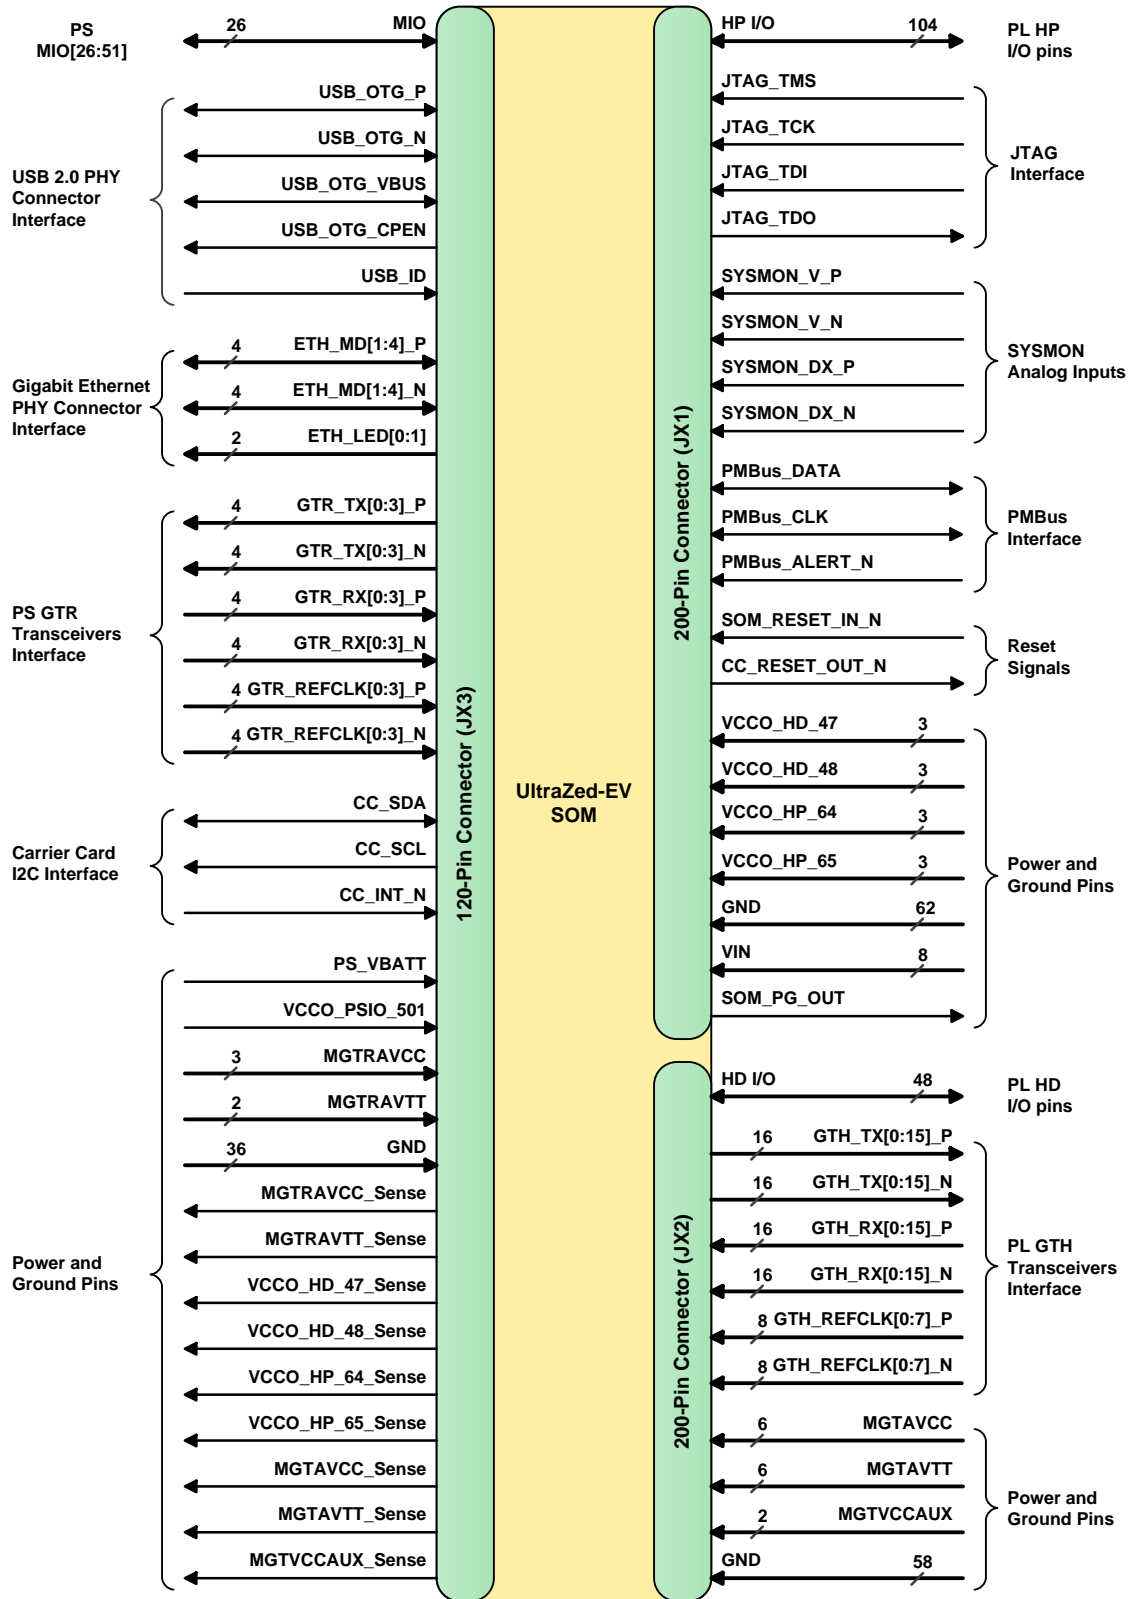 PS
MIO[26:51]
26
MIO
USB 2.0 PHY
Connector
Interface
USB_OTG_P
USB_OTG_N
USB_OTG_VBUS
USB_OTG_CPEN
USB_ID
Gigabit Ethernet
PHY Connector
Interface
4 ETH_MD[1:4]_P
4 ETH_MD[1:4]_N
2 ETH_LED[0:1]
PS GTR
Transceivers
Interface
4 GTR_TX[0:3]_P
4 GTR_TX[0:3]_N
4 GTR_RX[0:3]_P
4 GTR_RX[0:3]_N
4 GTR_REFCLK[0:3]_P
4 GTR_REFCLK[0:3]_N
Carrier Card
I2C Interface
CC_SDA
CC_SCL
CC_INT_N
Power and
Ground Pins
PS_VBATT
VCCO_PSIO_501
3 MGTRAVCC
2 MGTRAVTT
36 GND
MGTRAVCC_Sense
MGTRAVTT_Sense
VCCO_HD_47_Sense
VCCO_HD_48_Sense
VCCO_HP_64_Sense
VCCO_HP_65_Sense
MGTAVCC_Sense
MGTAVTT_Sense
MGTVCCAUX_Sense
120-Pin Connector (JX3)
UltraZed-EV
SOM
200-Pin Connector (JX1)
HP I/O 104
PL HP
I/O pins
JTAG_TMS
JTAG_TCK
JTAG_TDI
JTAG_TDO
JTAG
Interface
SYSMON_V_P
SYSMON_V_N
SYSMON_DX_P
SYSMON_DX_N
SYSMON
Analog Inputs
PMBus_DATA
PMBus_CLK
PMBus_ALERT_N
PMBus
Interface
SOM_RESET_IN_N
CC_RESET_OUT_N
Reset
Signals
VCCO_HD_47 3
VCCO_HD_48 3
VCCO_HP_64 3
VCCO_HP_65 3
GND 62
VIN 8
SOM_PG_OUT
Power and
Ground Pins
200-Pin Connector (JX2)
HD I/O 48
PL HD
I/O pins
16 GTH_TX[0:15]_P
16 GTH_TX[0:15]_N
16 GTH_RX[0:15]_P
16 GTH_RX[0:15]_N
8 GTH_REFCLK[0:7]_P
8 GTH_REFCLK[0:7]_N
PL GTH
Transceivers
Interface
6 MGTAVCC
6 MGTAVTT
2 MGTVCCAUX
GND 58
Power and
Ground Pins